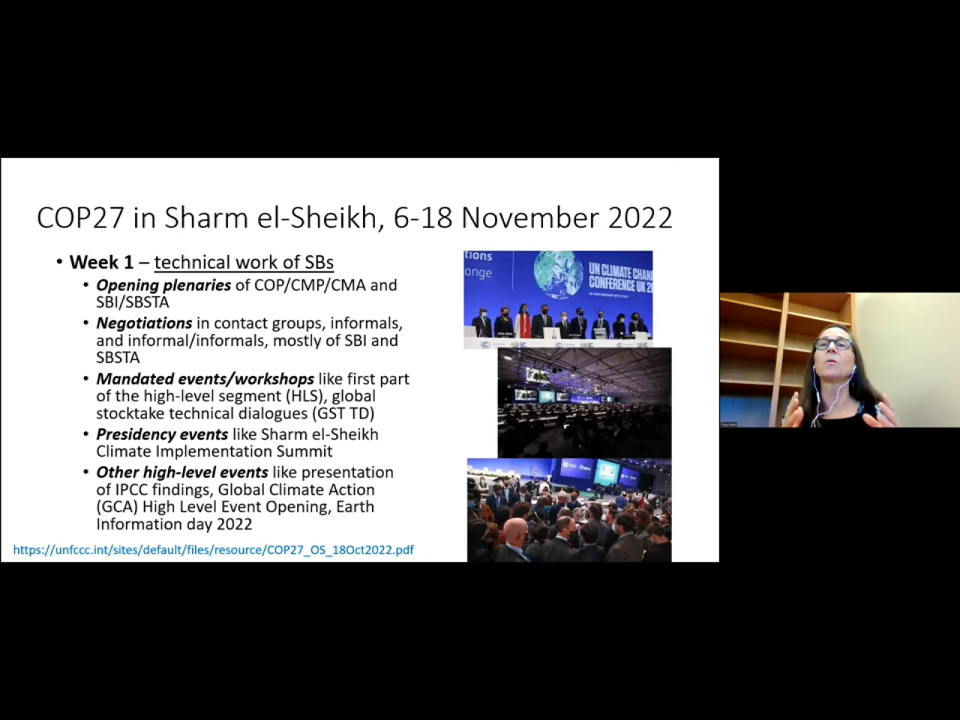 COP27 in Sharm el-Sheikh, 6-18 November 2022
• Week 1 – technical work of SBs
• Opening plenaries of COP/CMP/CMA and
SBI/SBSTA
• Negotiations in contact groups, informals,
and informal/informals, mostly of SBI and
SBSTA
• Mandated events/workshops like first part
of the high-level segment (HLS), global
stocktake technical dialogues (GST TD)
• Presidency events like Sharm el-Sheikh
Climate Implementation Summit
• Other high-level events like presentation
of IPCC findings, Global Climate Action
(GCA) High Level Event Opening, Earth
Information day 2022
https://unfccc.int/sites/default/files/resource/COP27_OS_18Oct2022.pdf
tions
ange
UN CLIMATE CHAN
CONFERENCE UK 20